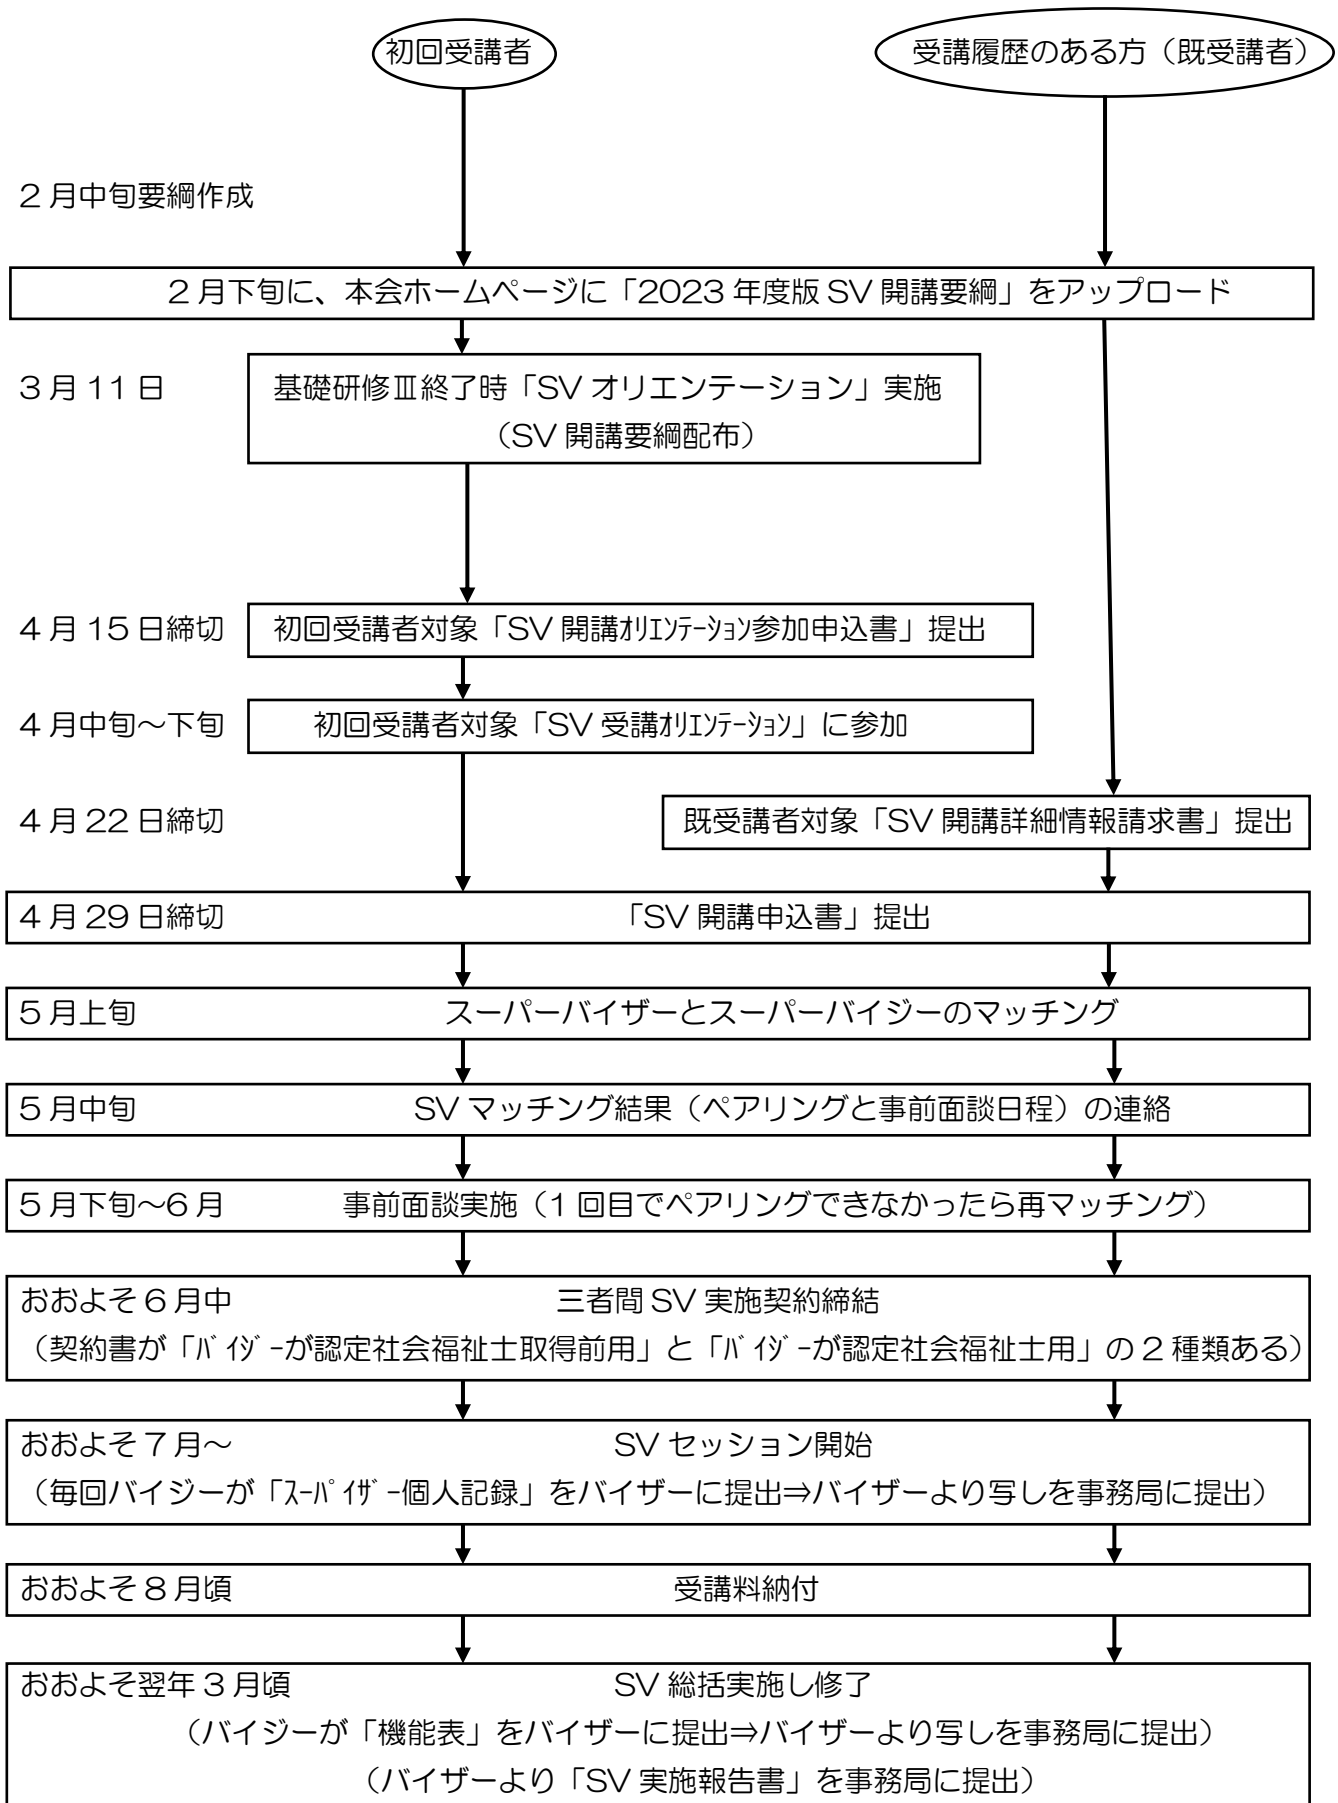 初回受講者
受講履歴のある方（既受講者）
２月中旬要綱作成
２月下旬に、本会ホームページに「2023 年度版 SV 開講要綱」をアップロード
３月 11 日
基礎研修Ⅲ終了時「SV オリエンテーション」実施
（SV 開講要綱配布）
４月 15 日締切
初回受講者対象「SV 開講ｵﾘｴﾝﾃｰｼｮﾝ参加申込書」提出
４月中旬～下旬
初回受講者対象「SV 受講ｵﾘｴﾝﾃｰｼｮﾝ」に参加
４月 22 日締切
既受講者対象「SV 開講詳細情報請求書」提出
４月 29 日締切
「SV 開講申込書」提出
５月上旬
スーパーバイザーとスーパーバイジーのマッチング
５月中旬
SV マッチング結果（ペアリングと事前面談日程）の連絡
５月下旬～６月
事前面談実施（１回目でペアリングできなかったら再マッチング）
おおよそ６月中
三者間 SV 実施契約締結
（契約書が「ﾊﾞｲｼﾞｰが認定社会福祉士取得前用」と「ﾊﾞｲｼﾞｰが認定社会福祉士用」の２種類ある）
おおよそ７月～
SV セッション開始
（毎回バイジーが「ｽｰﾊﾟｲｻﾞｰ個人記録」をバイザーに提出⇒バイザーより写しを事務局に提出）
おおよそ８月頃
受講料納付
おおよそ翌年３月頃
SV 総括実施し修了
（バイジーが「機能表」をバイザーに提出⇒バイザーより写しを事務局に提出）
（バイザーより「SV 実施報告書」を事務局に提出）